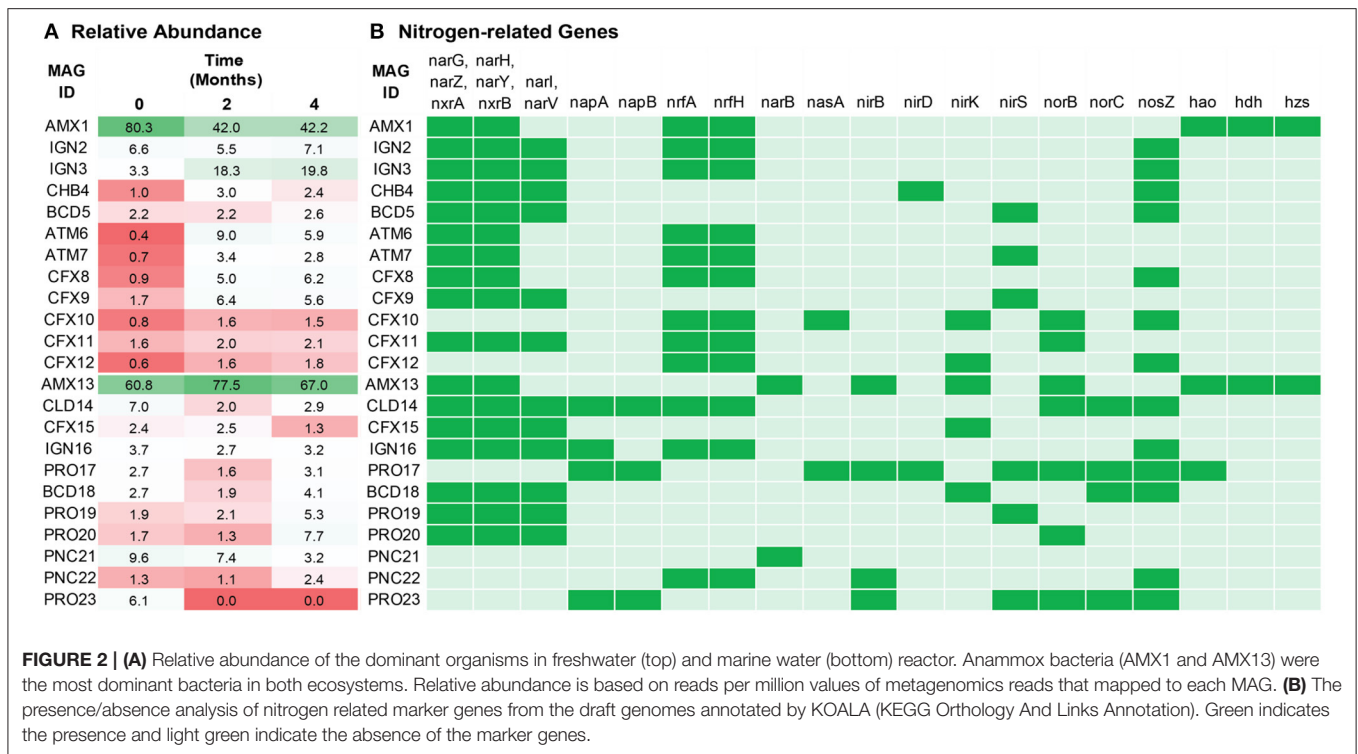 A Relative Abundance
B Nitrogen-related Genes
MAG ID
Time (Months)
0 2 4
MAG ID
narG, narZ, nxrA
narH, narY, nxrB
narI, narV
napA napB nrfA nrfH narB nasA nirB nirD nirK nirS norB norC nosZ hao hdh hzs
AMX1 80.3 42.0 42.2 AMX1
IGN2 6.6 5.5 7.1 IGN2
IGN3 3.3 18.3 19.8 IGN3
CHB4 1.0 3.0 2.4 CHB4
BCD5 2.2 2.2 2.6 BCD5
ATM6 0.4 9.0 5.9 ATM6
ATM7 0.7 3.4 2.8 ATM7
CFX8 0.9 5.0 6.2 CFX8
CFX9 1.7 6.4 5.6 CFX9
CFX10 0.8 1.6 1.5 CFX10
CFX11 1.6 2.0 2.1 CFX11
CFX12 0.6 1.6 1.8 CFX12
AMX13 60.8 77.5 67.0 AMX13
CLD14 7.0 2.0 2.9 CLD14
CFX15 2.4 2.5 1.3 CFX15
IGN16 3.7 2.7 3.2 IGN16
PRO17 2.7 1.6 3.1 PRO17
BCD18 2.7 1.9 4.1 BCD18
PRO19 1.9 2.1 5.3 PRO19
PRO20 1.7 1.3 7.7 PRO20
PNC21 9.6 7.4 3.2 PNC21
PNC22 1.3 1.1 2.4 PNC22
PRO23 6.1 0.0 0.0 PRO23
FIGURE 2 | (A) Relative abundance of the dominant organisms in freshwater (top) and marine water (bottom) reactor. Anammox bacteria (AMX1 and AMX13) were
the most dominant bacteria in both ecosystems. Relative abundance is based on reads per million values of metagenomics reads that mapped to each MAG. (B) The
presence/absence analysis of nitrogen related marker genes from the draft genomes annotated by KOALA (KEGG Orthology And Links Annotation). Green indicates
the presence and light green indicate the absence of the marker genes.